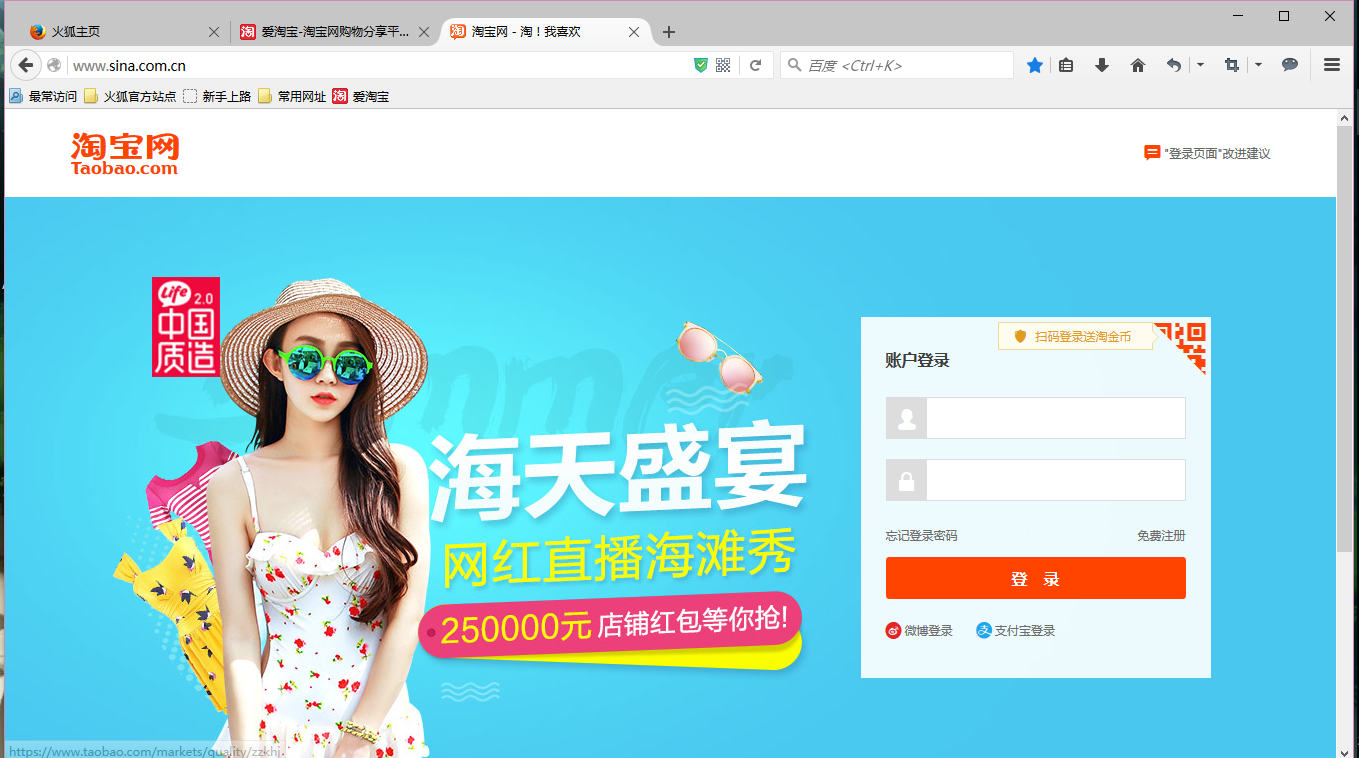 火狐主页
爱淘宝-淘宝网购物分享平...
淘宝网 - 淘！我喜欢
www.sina.com.cn
百度 <Ctrl+K>
最常访问 火狐官方站点 新手上路 常用网址 淘 爱淘宝
淘宝网
Taobao.com
"登录页面"改进建议
Life 2.0
中国
质造
Summer
扫码登录送淘金币
账户登录
海天盛宴
网红直播海滩秀
250000元 店铺红包等你抢!
忘记登录密码 免费注册
登 录
微博登录 支付宝登录
https://www.taobao.com/markets/quality/zzkhj